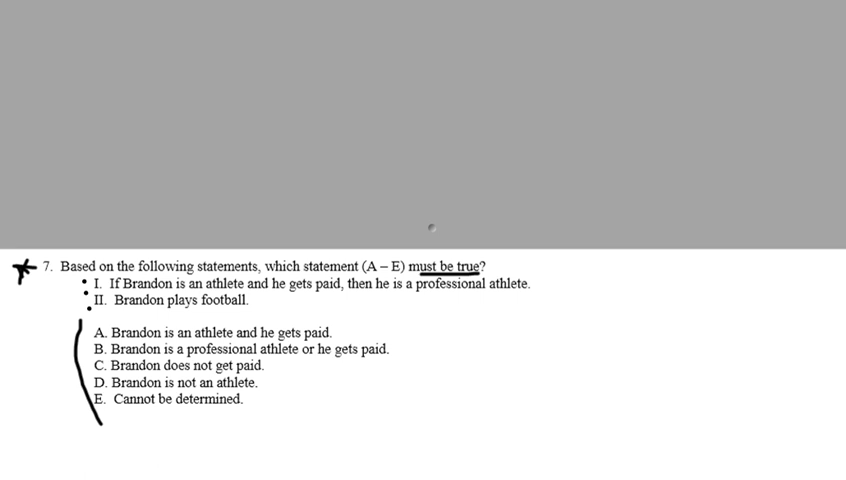 7. Based on the following statements, which statement (A – E) must be true?
I. If Brandon is an athlete and he gets paid, then he is a professional athlete.
II. Brandon plays football.
A. Brandon is an athlete and he gets paid.
B. Brandon is a professional athlete or he gets paid.
C. Brandon does not get paid.
D. Brandon is not an athlete.
E. Cannot be determined.